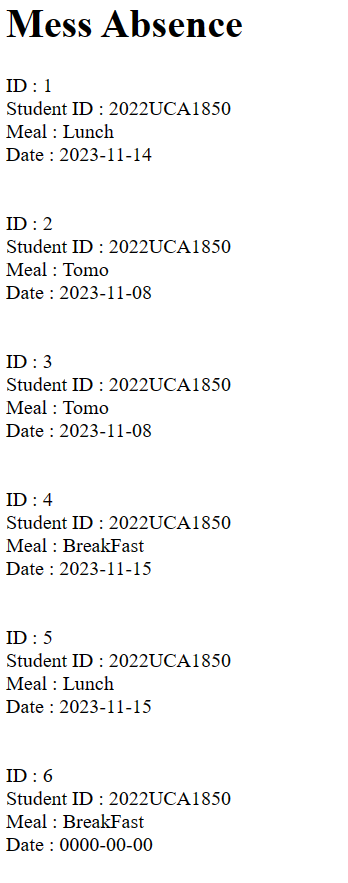 Mess Absence
ID : 1
Student ID : 2022UCA1850
Meal : Lunch
Date : 2023-11-14
ID : 2
Student ID : 2022UCA1850
Meal : Tomo
Date : 2023-11-08
ID : 3
Student ID : 2022UCA1850
Meal : Tomo
Date : 2023-11-08
ID : 4
Student ID : 2022UCA1850
Meal : BreakFast
Date : 2023-11-15
ID : 5
Student ID : 2022UCA1850
Meal : Lunch
Date : 2023-11-15
ID : 6
Student ID : 2022UCA1850
Meal : BreakFast
Date : 0000-00-00